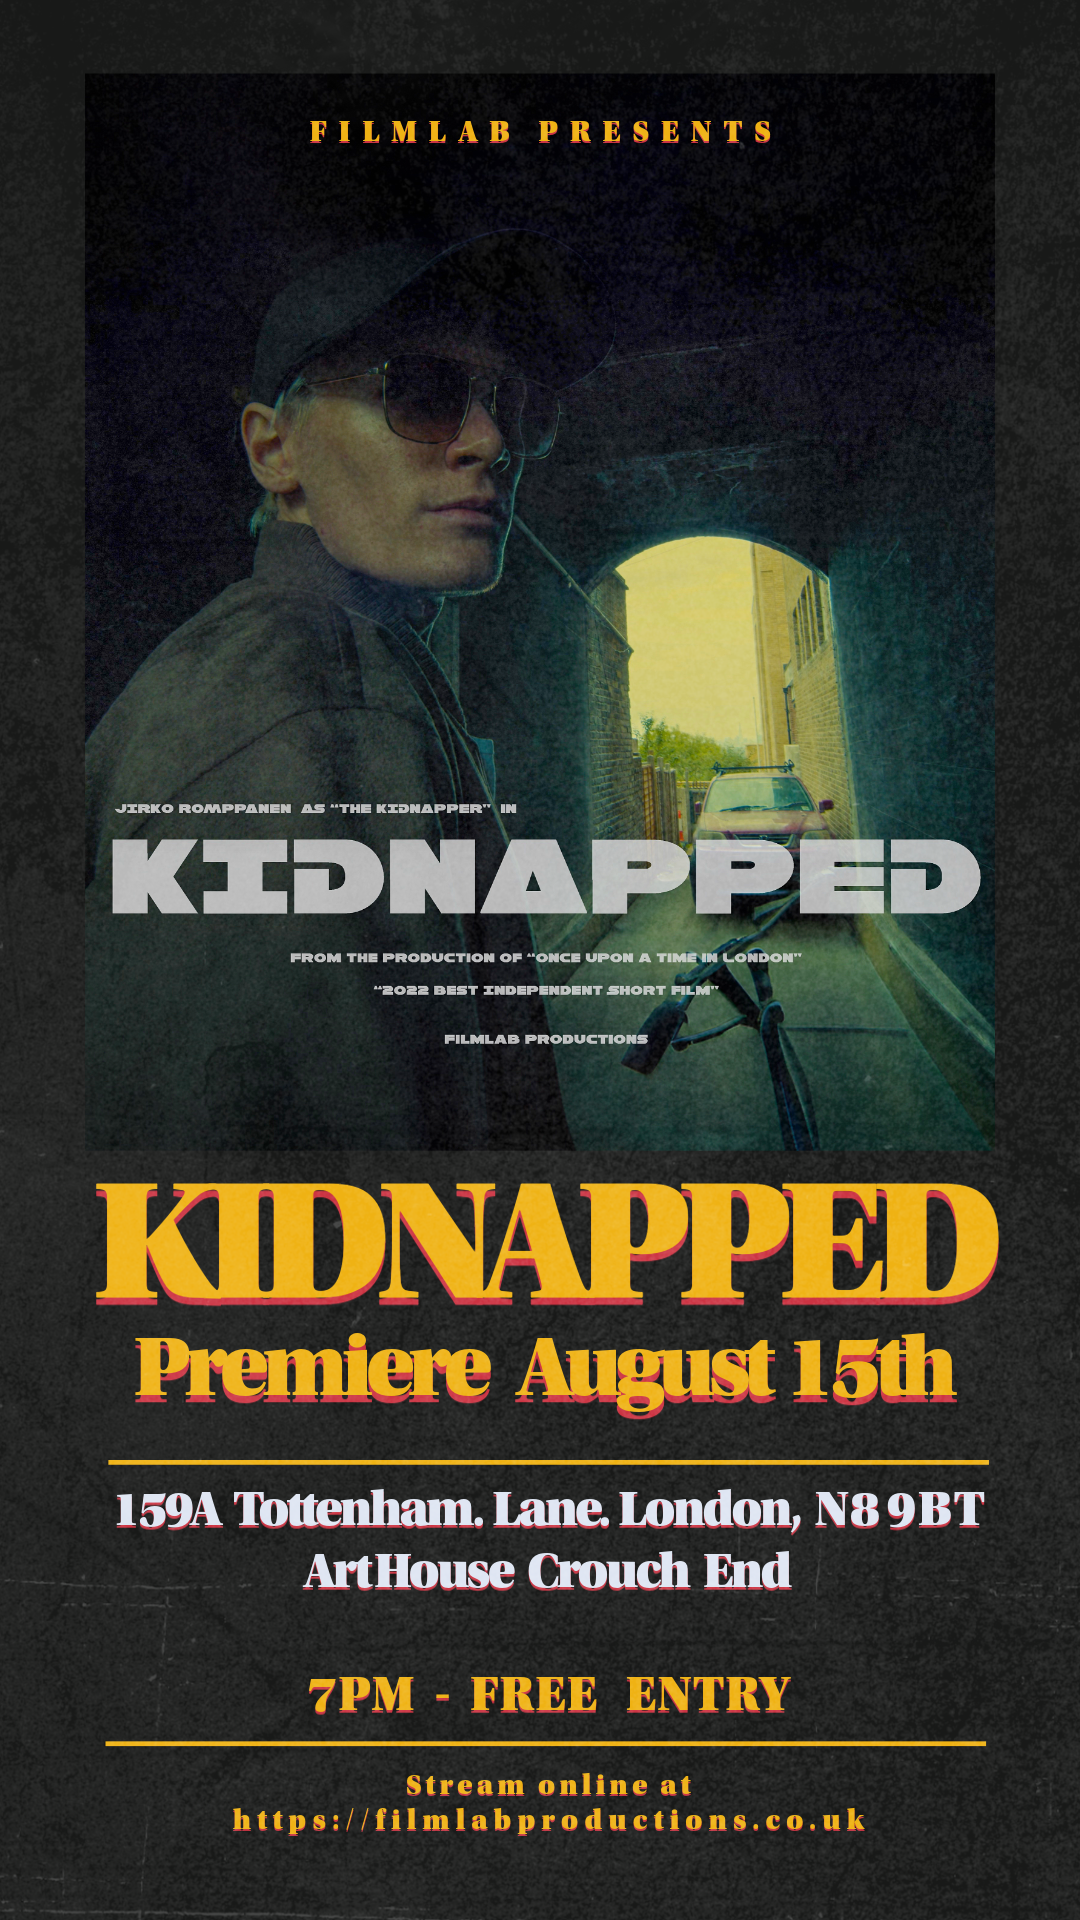 FILMLAB PRESENTS
JIRKO ROMPPANEN AS “THE KIDNAPPER” IN
KIDNAPPED
FROM THE PRODUCTION OF “ONCE UPON A TIME IN LONDON”
“2022 BEST INDEPENDENT SHORT FILM”
FILMLAB PRODUCTIONS
KIDNAPPED
Premiere August 15th
159A Tottenham. Lane. London, N8 9BT
ArtHouse Crouch End
7PM - FREE ENTRY
Stream online at
https://filmlabproductions.co.uk